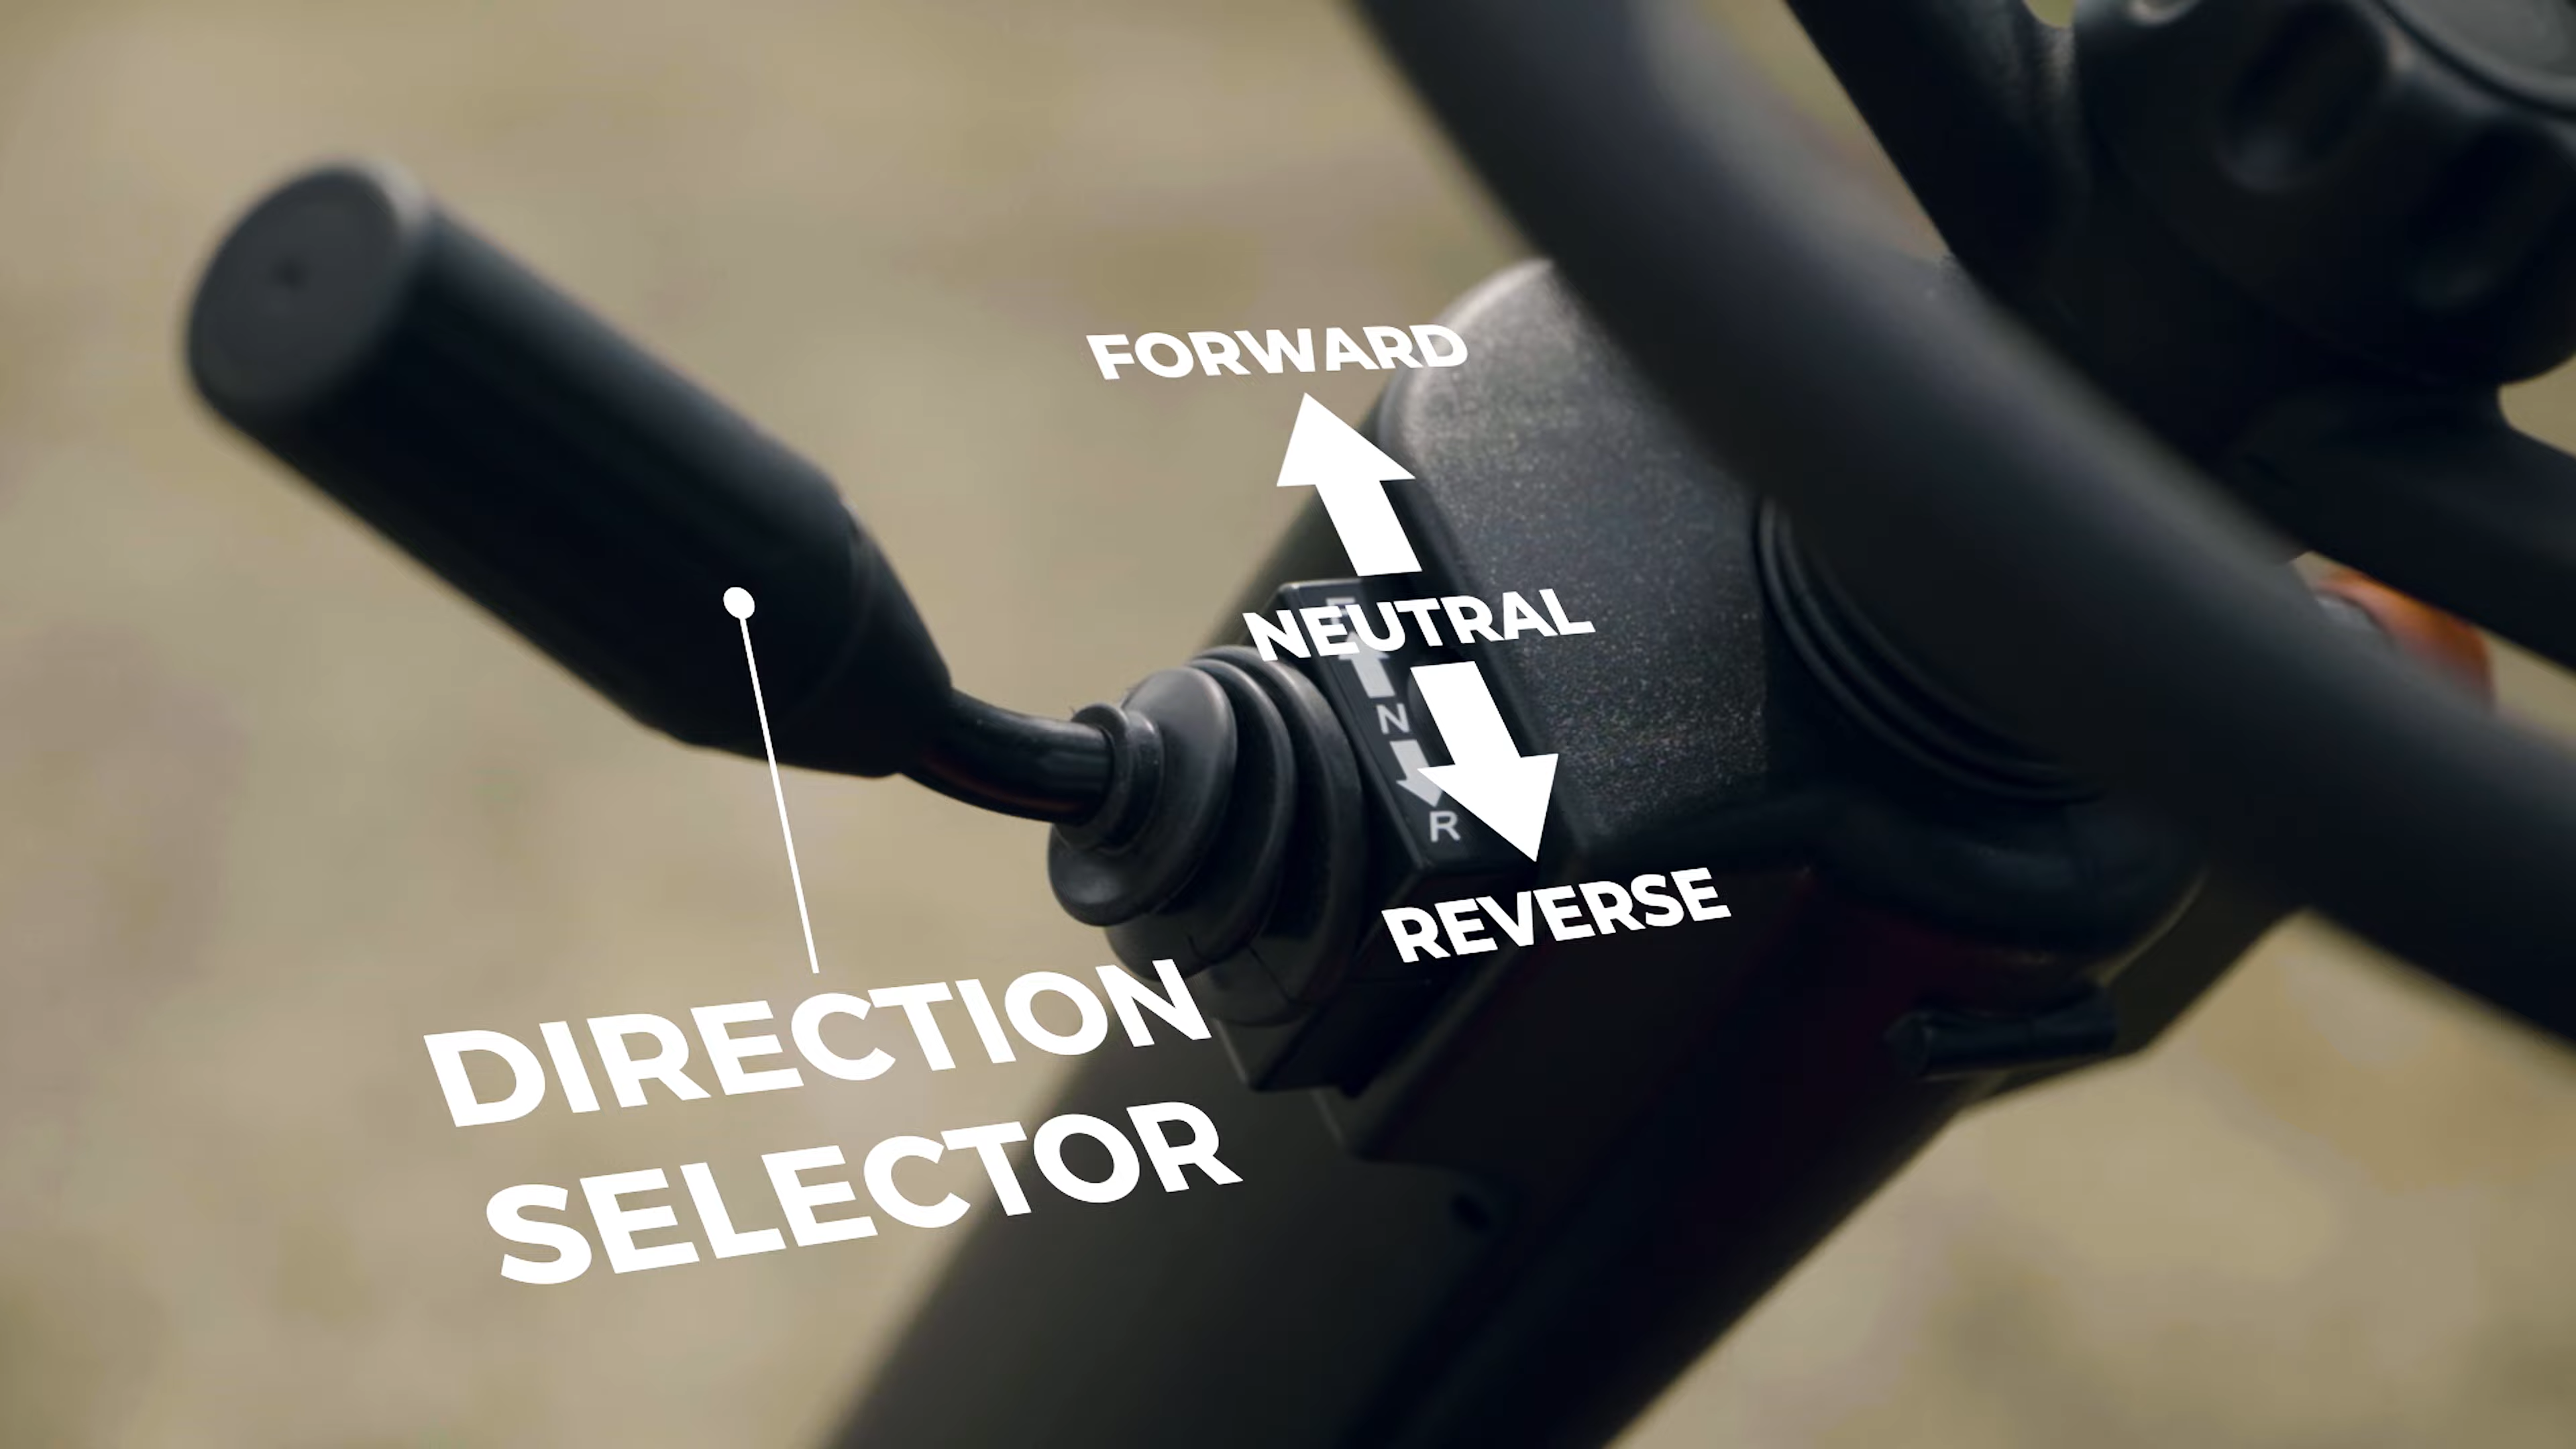 FORWARD
NEUTRAL
N
R
REVERSE
DIRECTION
SELECTOR